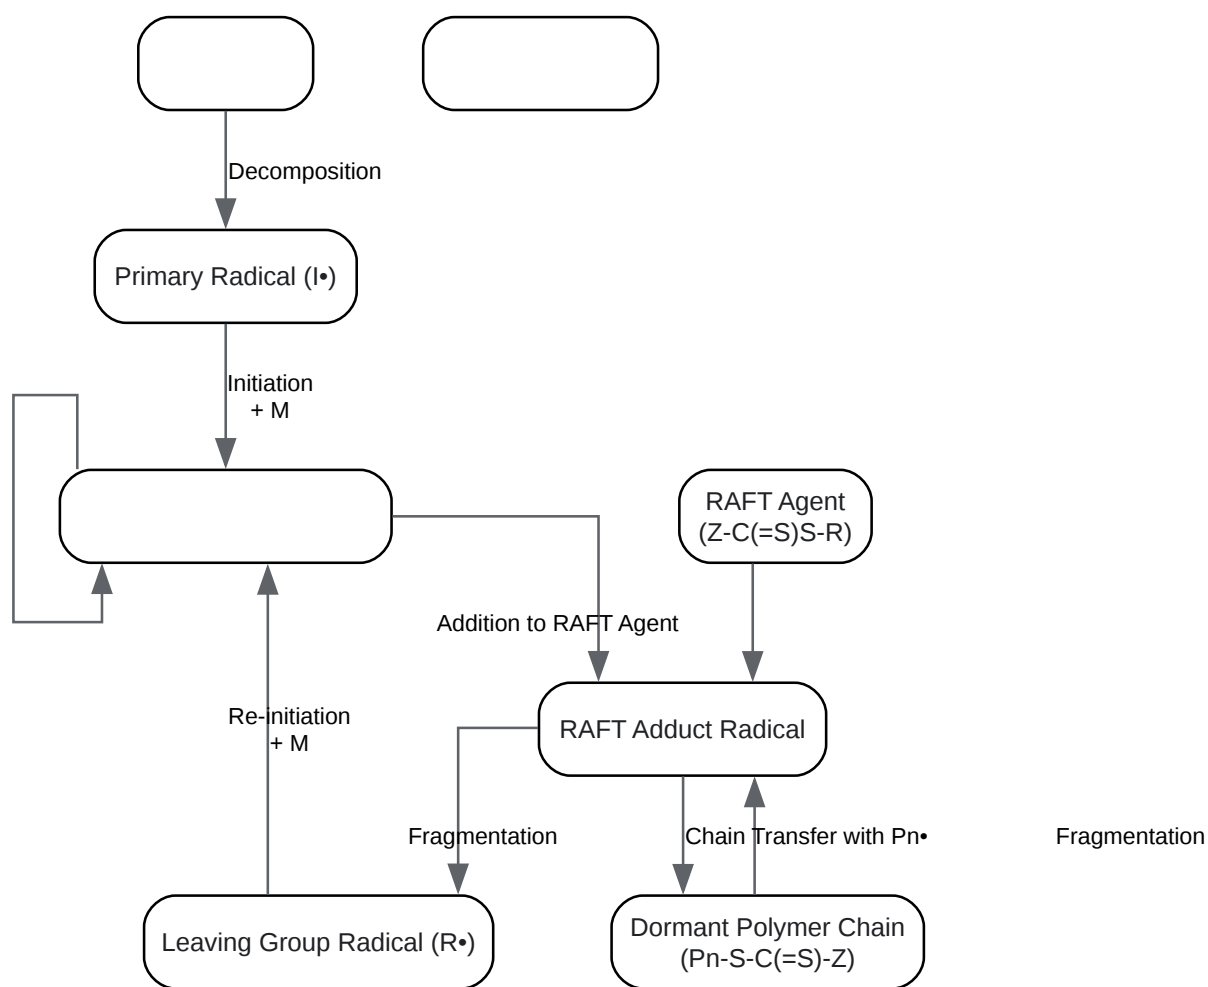 Decomposition
Primary Radical (I•)
Initiation
+ M
RAFT Agent
(Z-C(=S)S-R)
Addition to RAFT Agent
Re-initiation
+ M
RAFT Adduct Radical
Fragmentation
Chain Transfer with Pn•
Fragmentation
Leaving Group Radical (R•)
Dormant Polymer Chain
(Pn-S-C(=S)-Z)